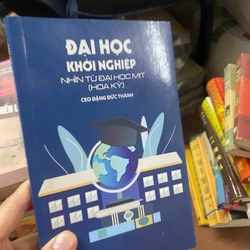 ĐẠI HỌC
KHỞI NGHIỆP
NHÌN TỪ ĐẠI HỌC MIT
(HOA KỲ)
CEO ĐẶNG ĐỨC THÀNH